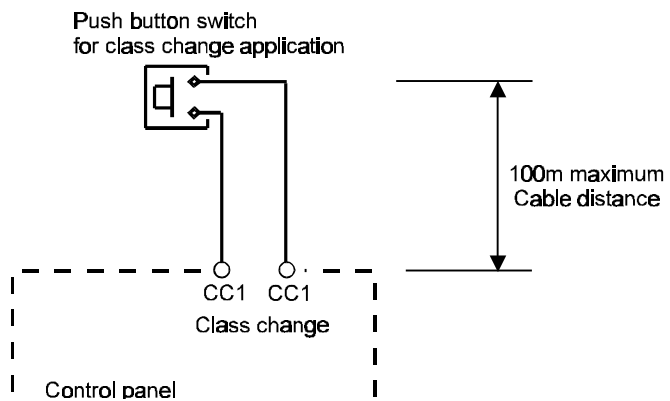 Push button switch
for class change application
100m maximum
Cable distance
CC1 CC1
Class change
Control panel